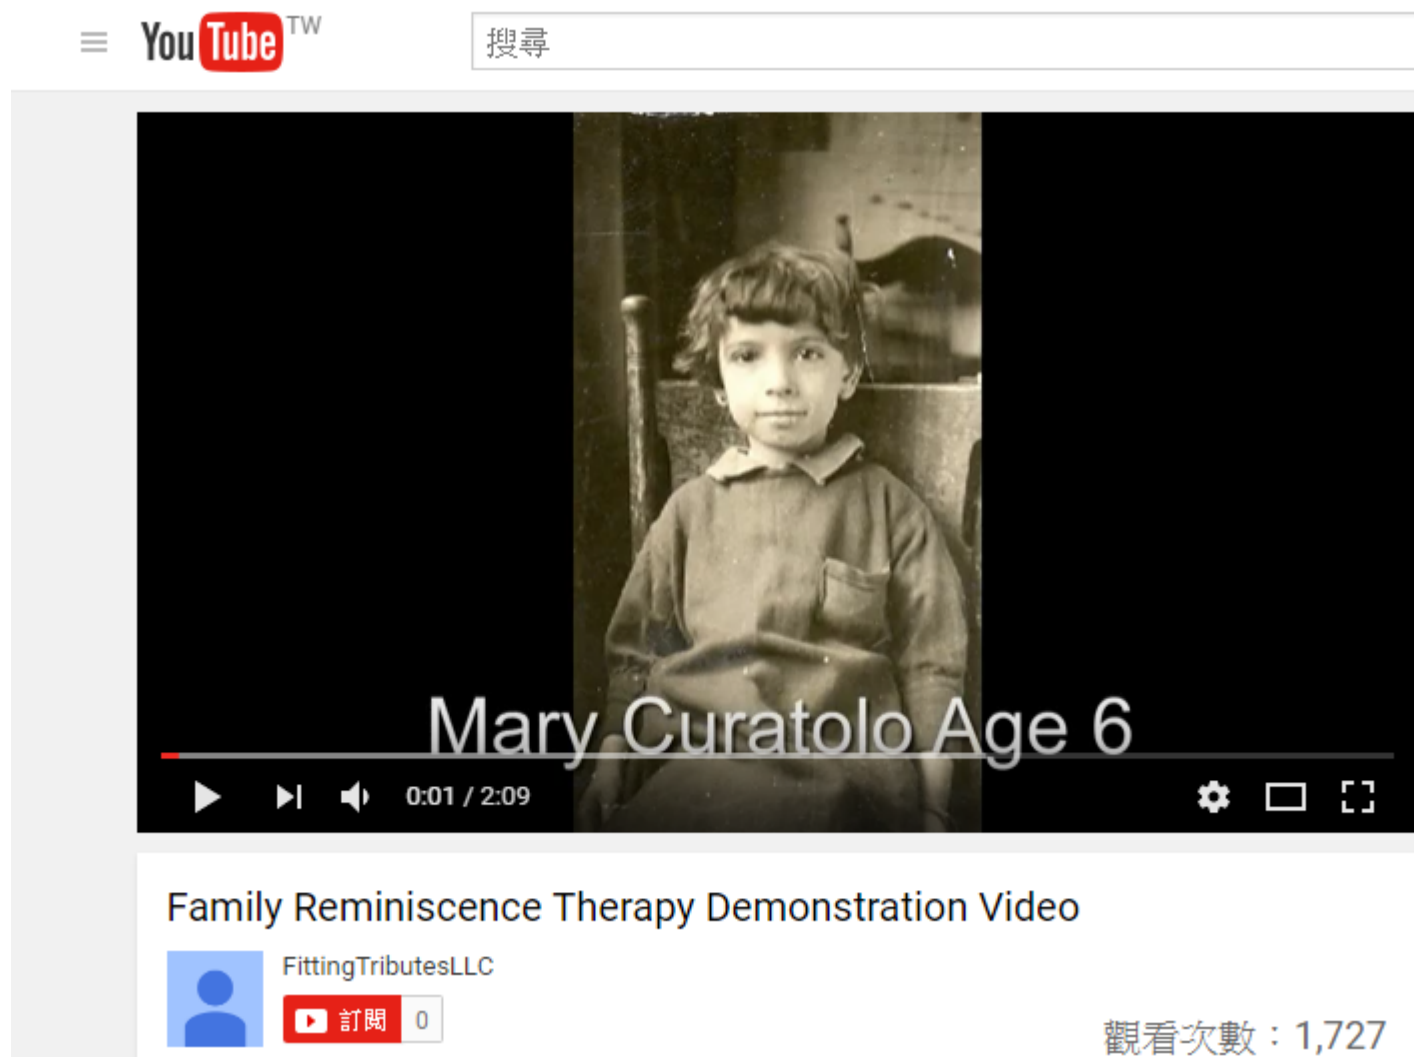 YouTube TW
搜尋
Mary Curatolo Age 6
0:01 / 2:09
Family Reminiscence Therapy Demonstration Video
FittingTributesLLC
訂閱 0
觀看次數：1,727